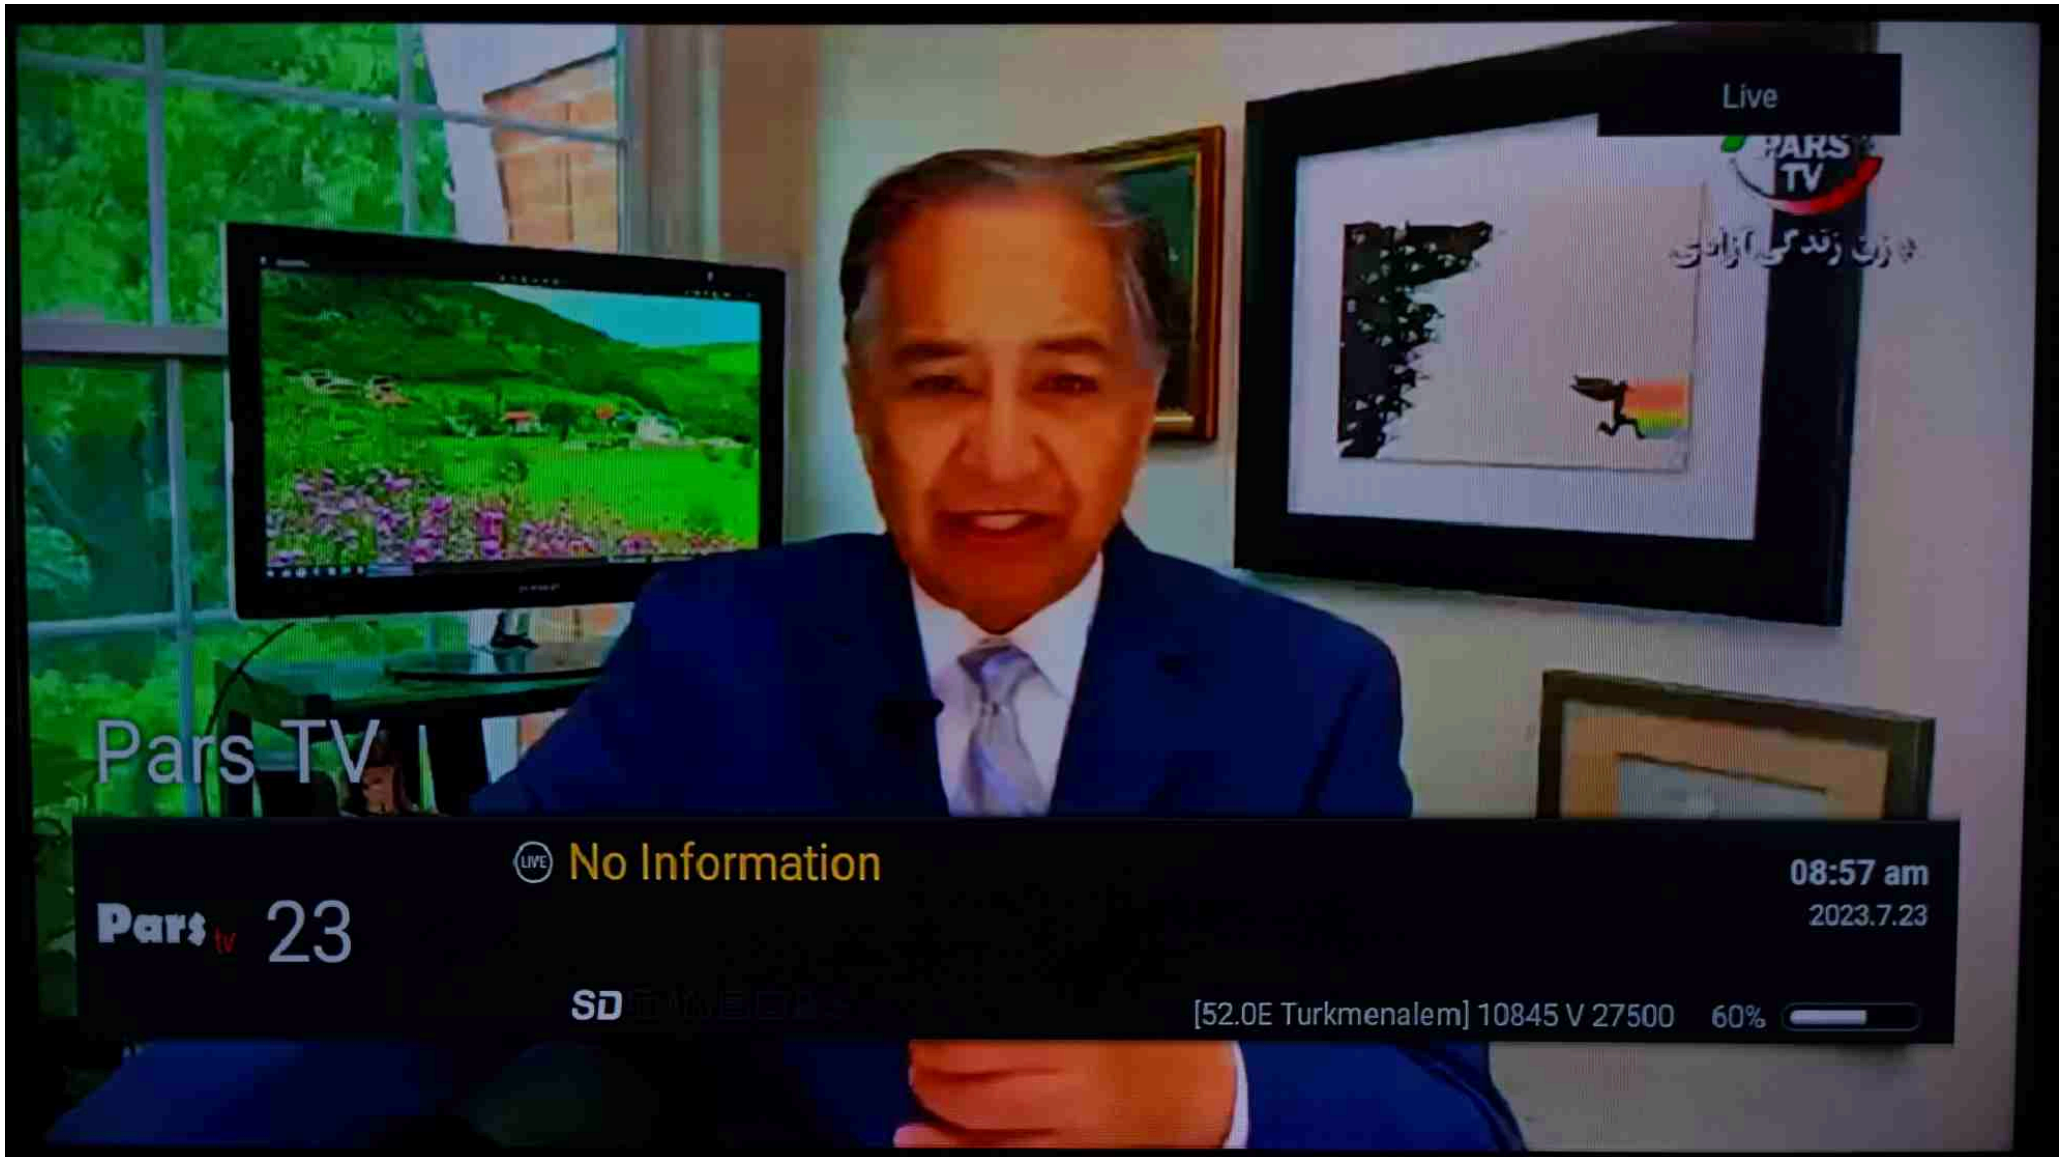 Live
PARS
TV
زن زندگی آزادی
Pars TV
LIVE No Information
08:57 am
Pars tv 23
2023.7.23
SD
[52.0E Turkmenalem] 10845 V 27500 60%